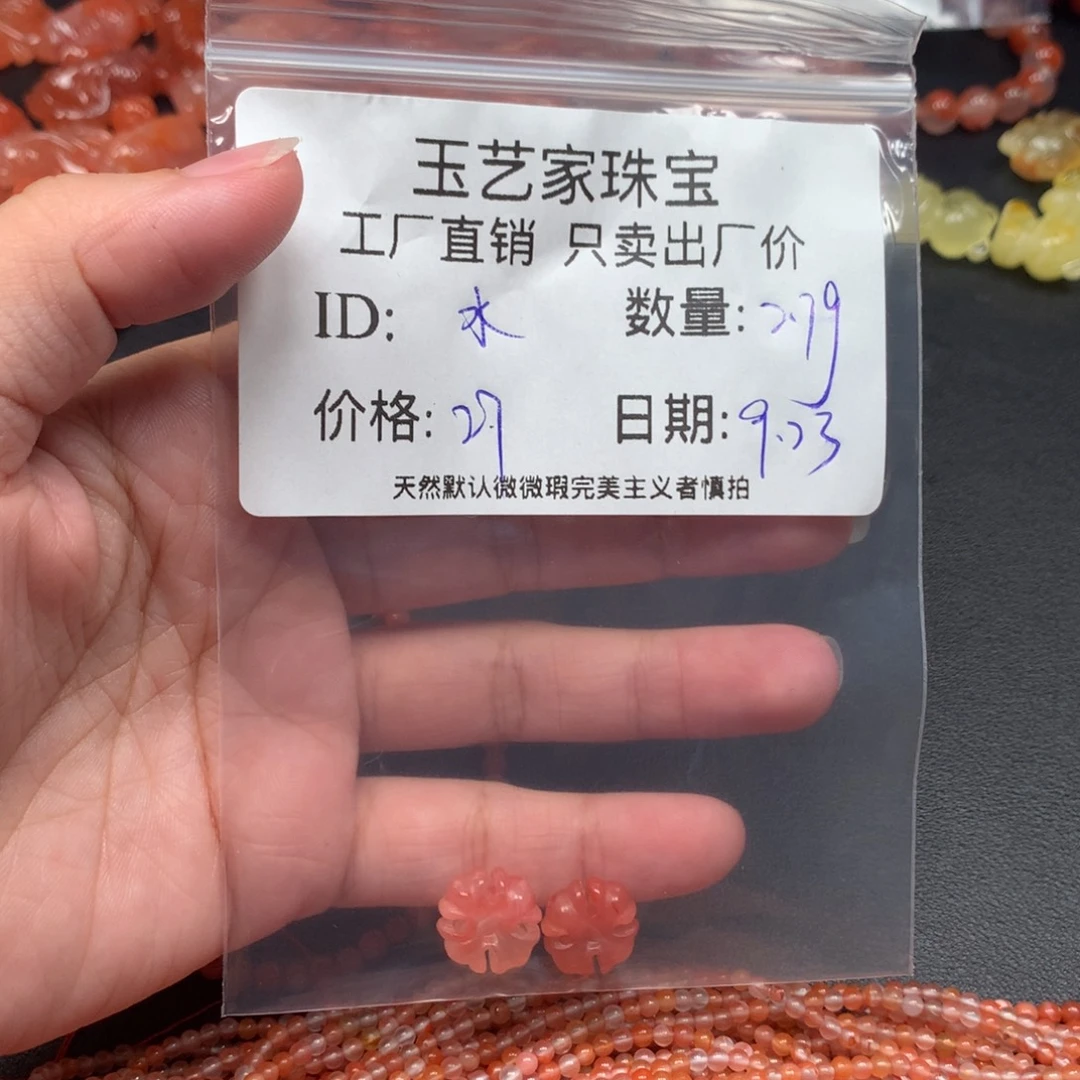 玉艺家珠宝
工厂直销 只卖出厂价
ID: 水 数量: 2.79
价格: 27 日期: 9.23
天然默认微微瑕完美主义者慎拍